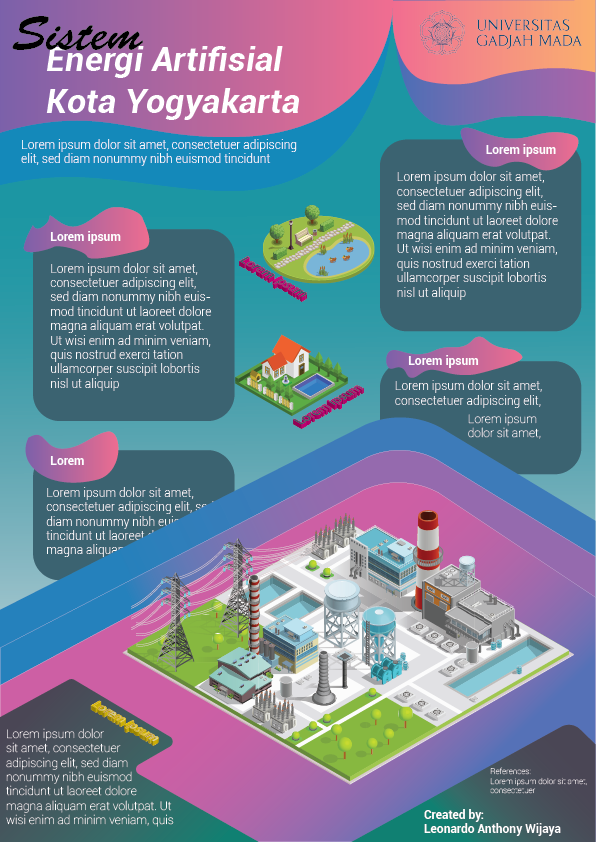 Sistem
Energi Artifisial
Kota Yogyakarta
UNIVERSITAS
GADJAH MADA
Lorem ipsum dolor sit amet, consectetuer adipiscing
elit, sed diam nonummy nibh euismod tincidunt
Lorem ipsum
Lorem ipsum dolor sit amet,
consectetuer adipiscing elit,
sed diam nonummy nibh euis-
mod tincidunt ut laoreet dolore
magna aliquam erat volutpat.
Ut wisi enim ad minim veniam,
quis nostrud exerci tation
ullamcorper suscipit lobortis
nisl ut aliquip
Lorem ipsum
Lorem ipsum dolor sit amet,
consectetuer adipiscing elit,
sed diam nonummy nibh euis-
mod tincidunt ut laoreet dolore
magna aliquam erat volutpat.
Ut wisi enim ad minim veniam,
quis nostrud exerci tation
ullamcorper suscipit lobortis
nisl ut aliquip
Lorem ipsum
Lorem ipsum
Lorem ipsum
Lorem ipsum dolor sit amet,
consectetuer adipiscing elit,
Lorem ipsum
dolor sit amet,
Lorem
Lorem ipsum dolor sit amet,
consectetuer adipiscing elit,
diam nonummy nibh
tincidunt ut laoreet
magna
Lorem ipsum
Lorem ipsum dolor
sit amet, consectetuer
adipiscing elit, sed diam
nonummy nibh euismod
tincidunt ut laoreet dolore
magna aliquam erat volutpat. Ut
wisi enim ad minim veniam, quis
References:
Lorem ipsum dolor sit amet,
consectetuer
Created by:
Leonardo Anthony Wijaya